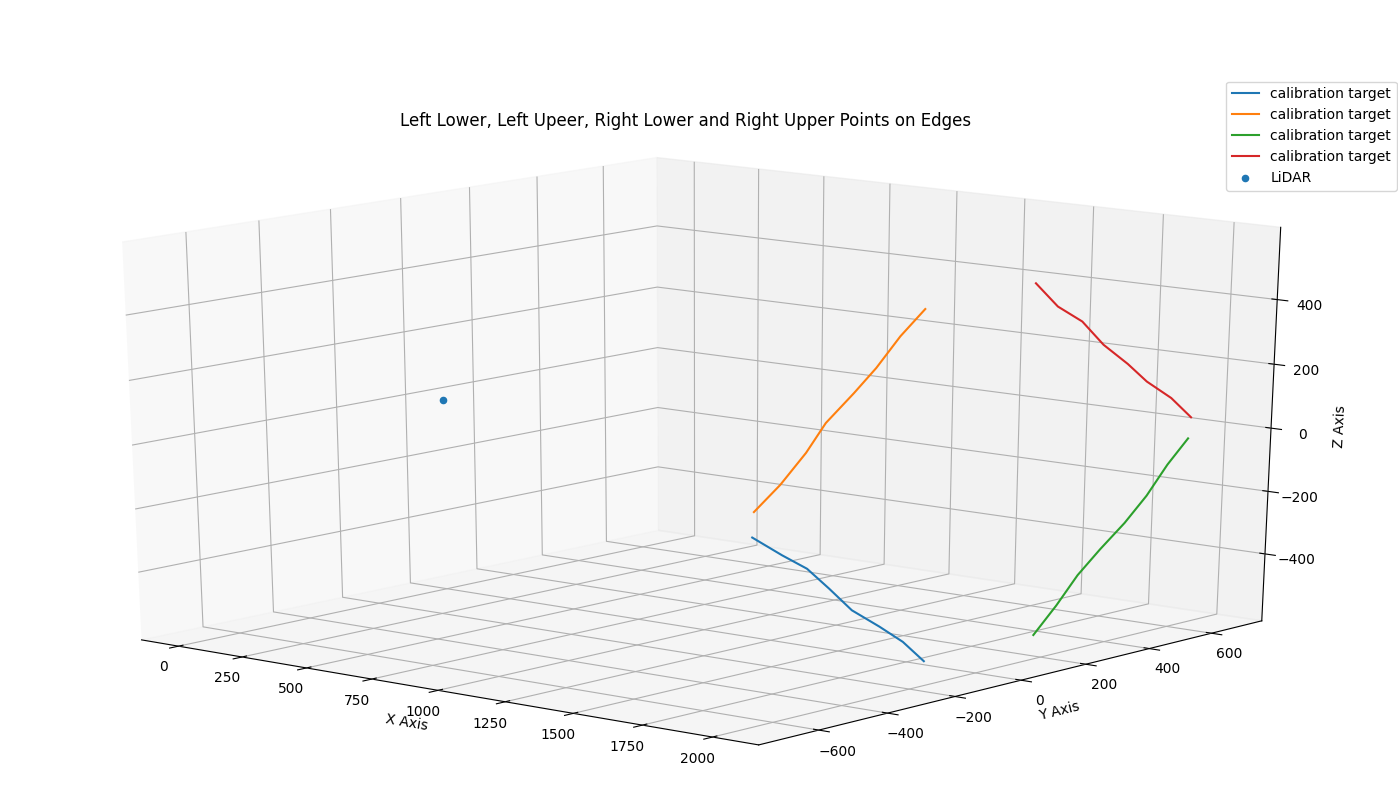 calibration target
calibration target
calibration target
calibration target
LiDAR
Left Lower, Left Upeer, Right Lower and Right Upper Points on Edges
400
200
0
−200
−400
Z Axis
0
250
500
750
1000
1250
1500
1750
2000
X Axis
−600
−400
−200
0
200
400
600
Y Axis